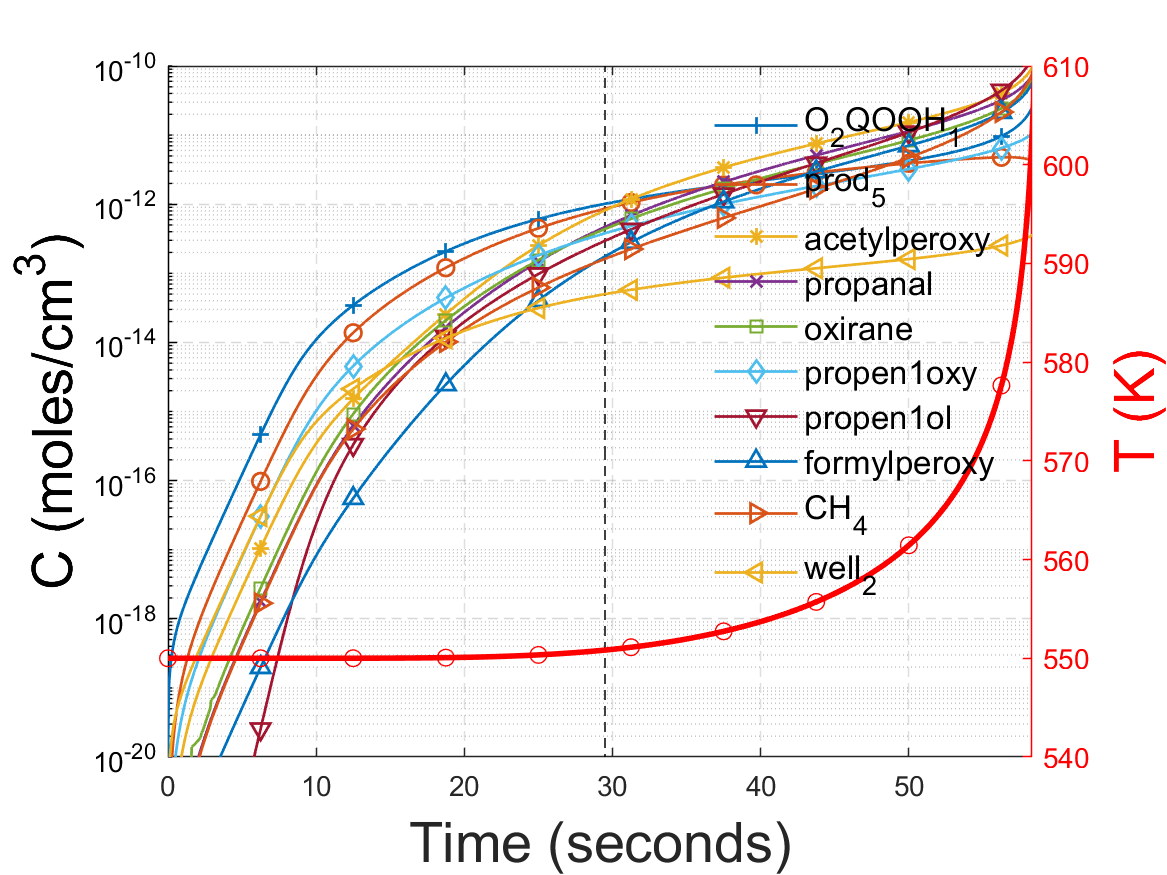 10^-10
10^-12
10^-14
10^-16
10^-18
10^-20
C (moles/cm^3)
0
10
20
30
40
50
Time (seconds)
O_2QOOH_1
prod_5
acetylperoxy
propanal
oxirane
propen1oxy
propen1ol
formylperoxy
CH_4
well_2
610
600
590
580
570
560
550
540
T (K)